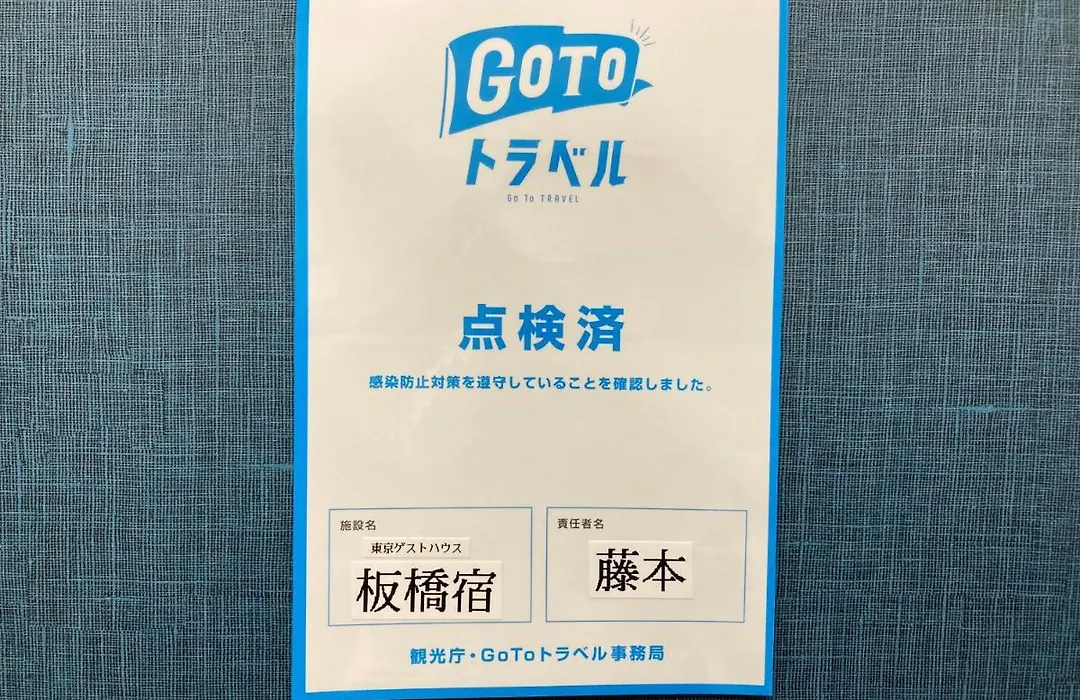 GOTO
トラベル
Go To TRAVEL
点検済
感染防止対策を遵守していることを確認しました。
施設名
東京ゲストハウス
板橋宿
責任者名
藤本
観光庁・GoToトラベル事務局